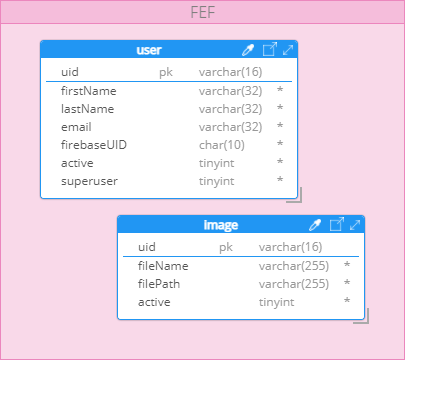 FEF
user
uid pk varchar(16)
firstName varchar(32) *
lastName varchar(32) *
email varchar(32) *
firebaseUID char(10) *
active tinyint *
superuser tinyint *
image
uid pk varchar(16)
fileName varchar(255) *
filePath varchar(255) *
active tinyint *